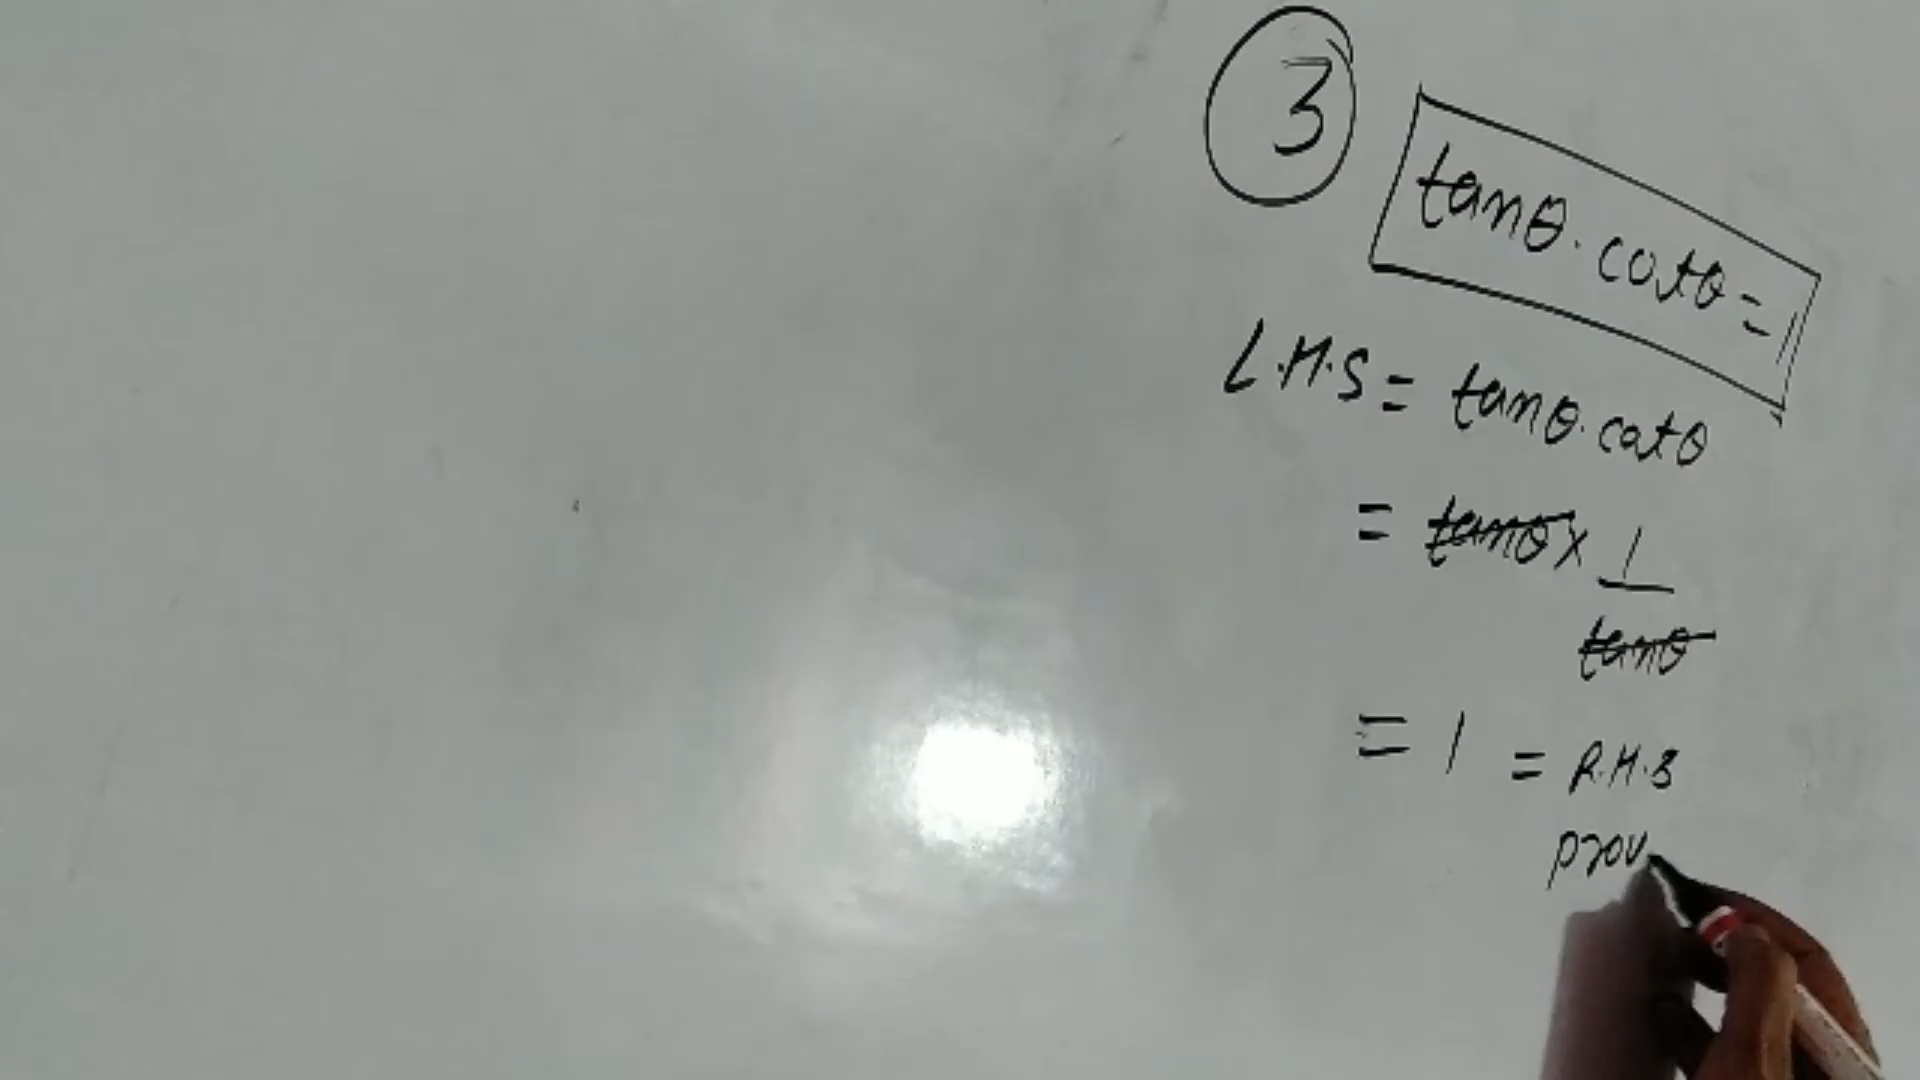 3
tanθ.cotθ=1
L.H.S = tanθ.cotθ
= tanθ x 1
tanθ
= 1 = R.H.S
prov